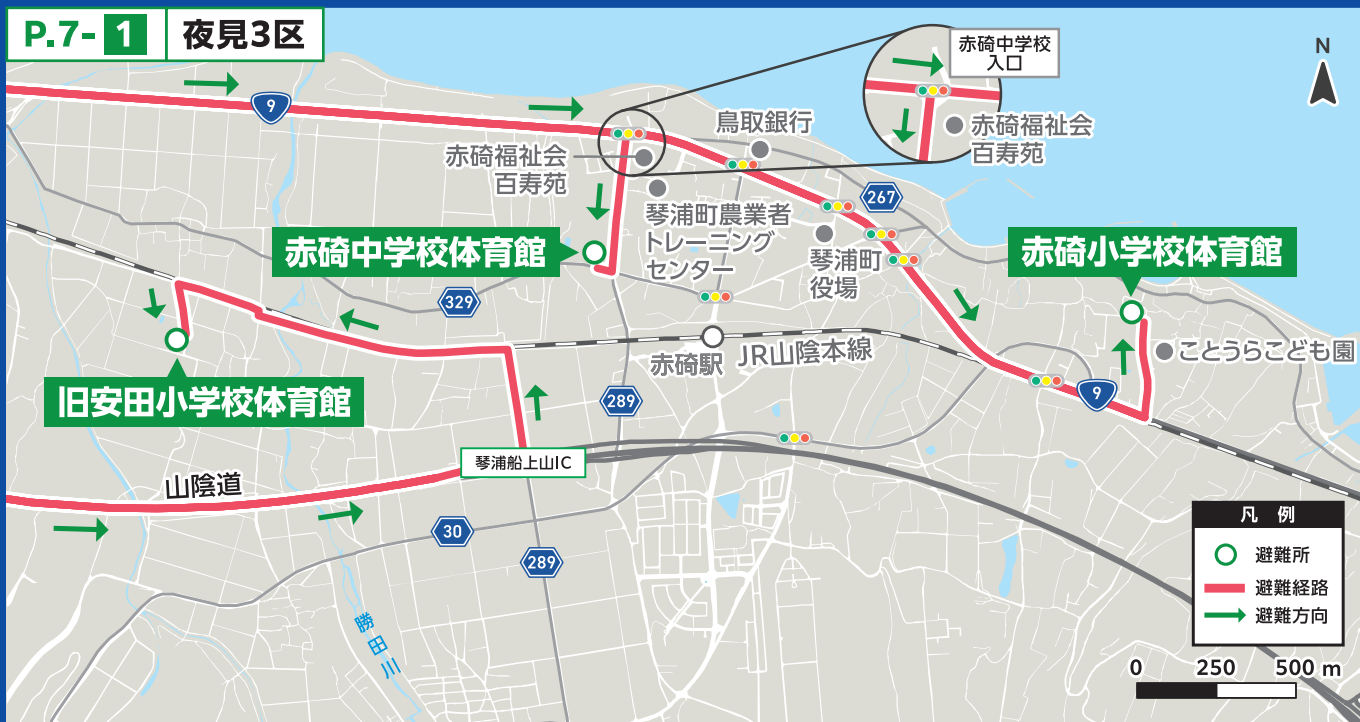 P.7-1 夜見3区
赤碕中学校
入口
N
9
鳥取銀行
赤碕福祉会
百寿苑
赤碕福祉会
百寿苑
267
琴浦町農業者
トレーニング
センター
赤碕中学校体育館
赤碕小学校体育館
琴浦町
役場
329
赤碕駅
JR山陰本線
ことうらこども園
旧安田小学校体育館
289
9
琴浦船上山IC
山陰道
30
289
勝田川
凡 例
避難所
避難経路
避難方向
0 250 500 m